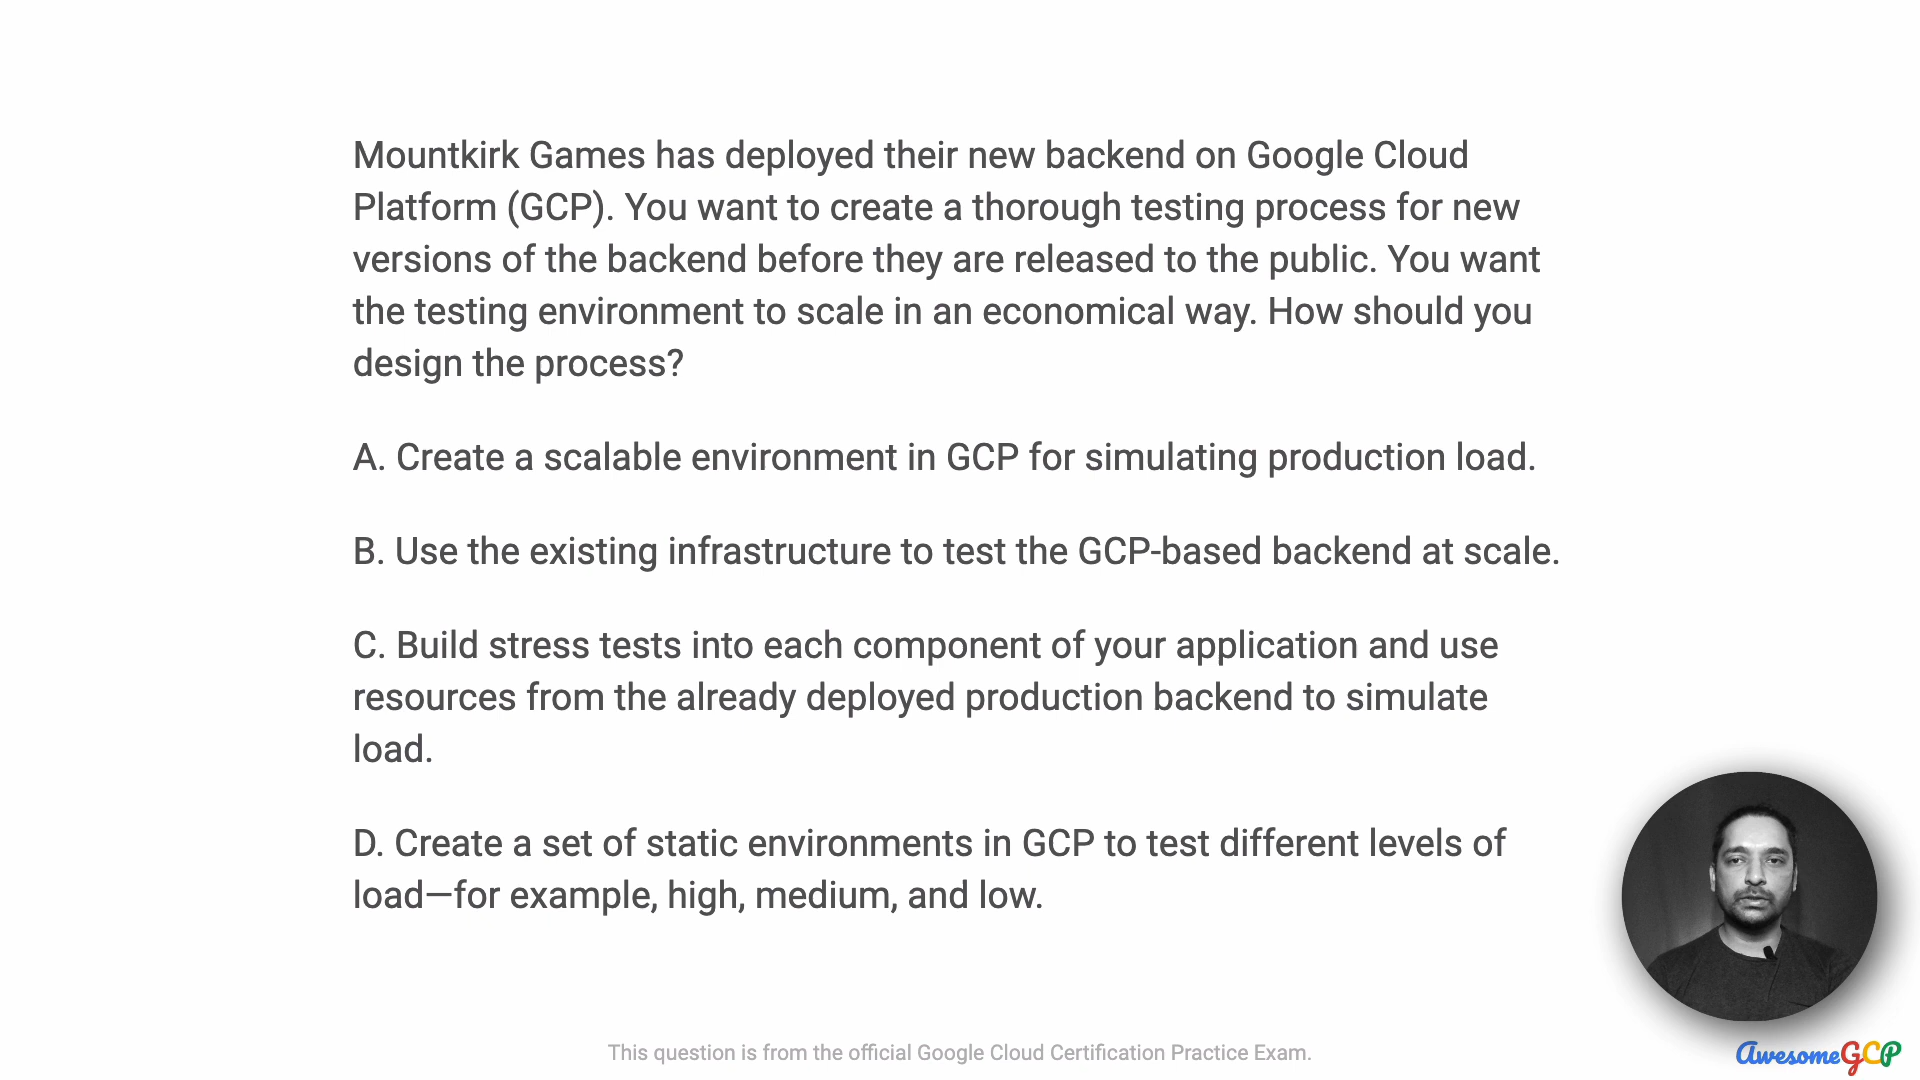 Mountkirk Games has deployed their new backend on Google Cloud
Platform (GCP). You want to create a thorough testing process for new
versions of the backend before they are released to the public. You want
the testing environment to scale in an economical way. How should you
design the process?
A. Create a scalable environment in GCP for simulating production load.
B. Use the existing infrastructure to test the GCP-based backend at scale.
C. Build stress tests into each component of your application and use
resources from the already deployed production backend to simulate
load.
D. Create a set of static environments in GCP to test different levels of
load—for example, high, medium, and low.
This question is from the official Google Cloud Certification Practice Exam.
AwesomeGCP